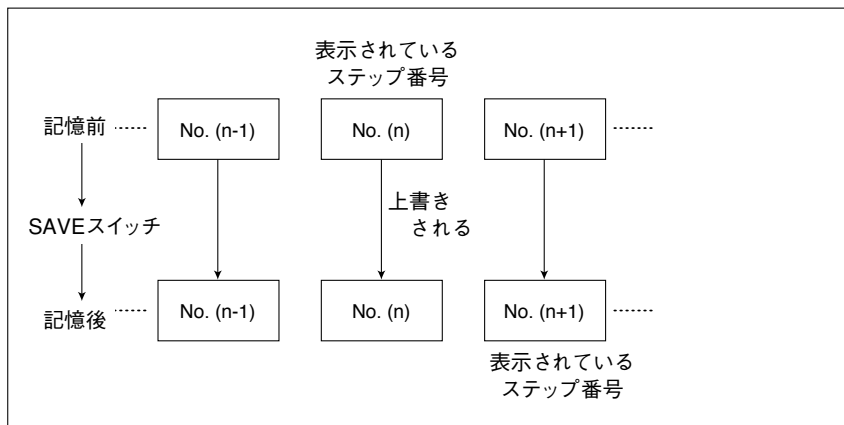 表示されている
ステップ番号
記憶前
No. (n-1)
No. (n)
No. (n+1)
上書き
される
SAVEスイッチ
記憶後
No. (n-1)
No. (n)
No. (n+1)
表示されている
ステップ番号